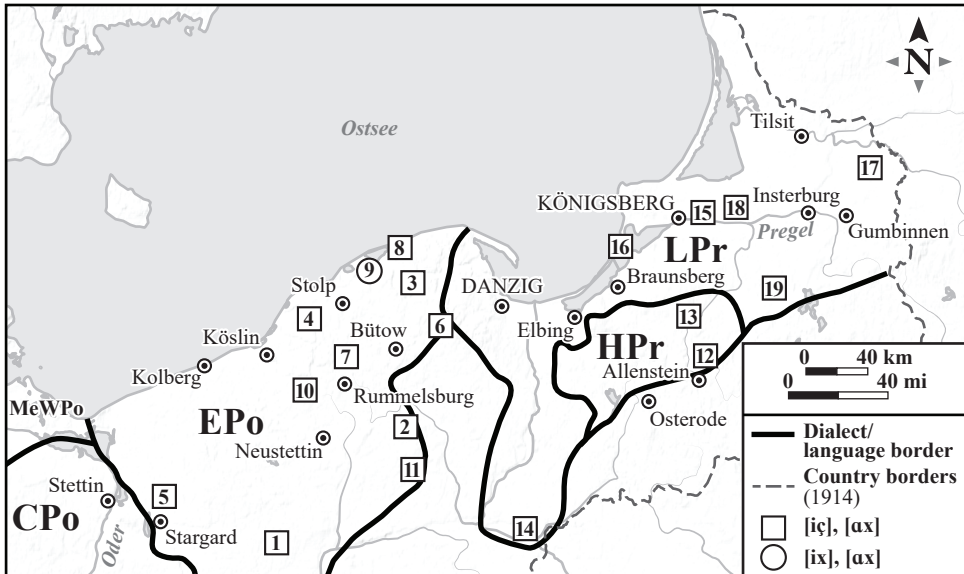 N
Ostsee
Tilsit
17
KÖNIGSBERG
15
18
Insterburg
Gumbinnen
Pregel
16
LPr
8
9
3
DANZIG
Braunsberg
19
Stolp
4
6
Elbing
13
Köslin
Bütow
HPr
12
Kolberg
7
Allenstein
10
Rummelsburg
Osterode
MeWPo
EPo
2
Neustettin
11
Stettin
5
CPo
Oder
Stargard
1
14
0 40 km
0 40 mi
Dialect/
language border
Country borders
(1914)
[iç], [ɑx]
[ix], [ɑx]